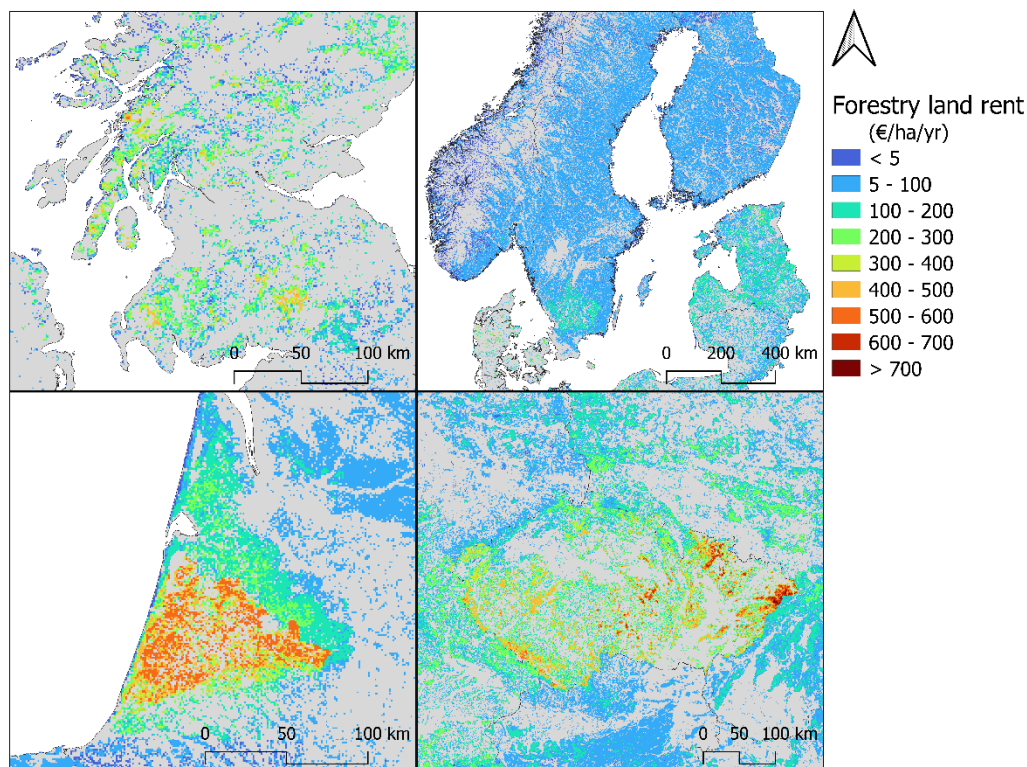 Forestry land rent
(€/ha/yr)
< 5
5 - 100
100 - 200
200 - 300
300 - 400
400 - 500
500 - 600
600 - 700
> 700
0 50 100 km
0 200 400 km
0 50 100 km
0 50 100 km